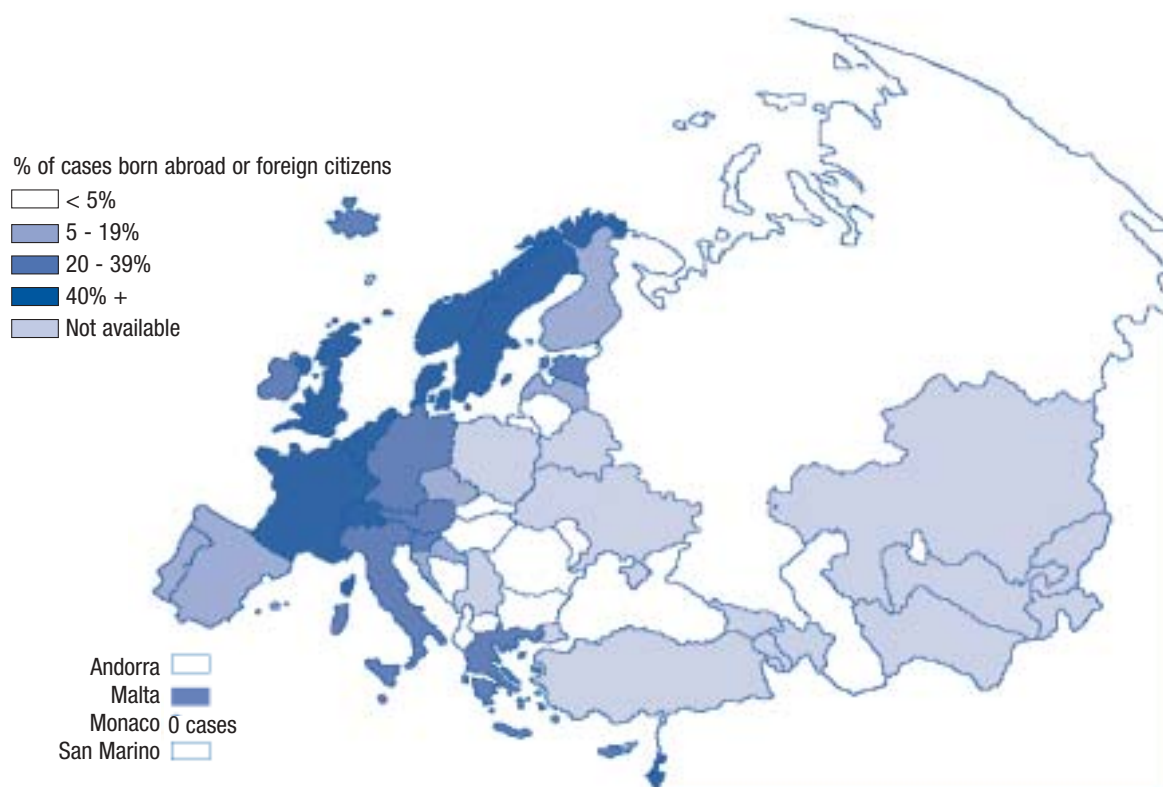 % of cases born abroad or foreign citizens
< 5%
5 - 19%
20 - 39%
40% +
Not available
Andorra
Malta
Monaco 0 cases
San Marino